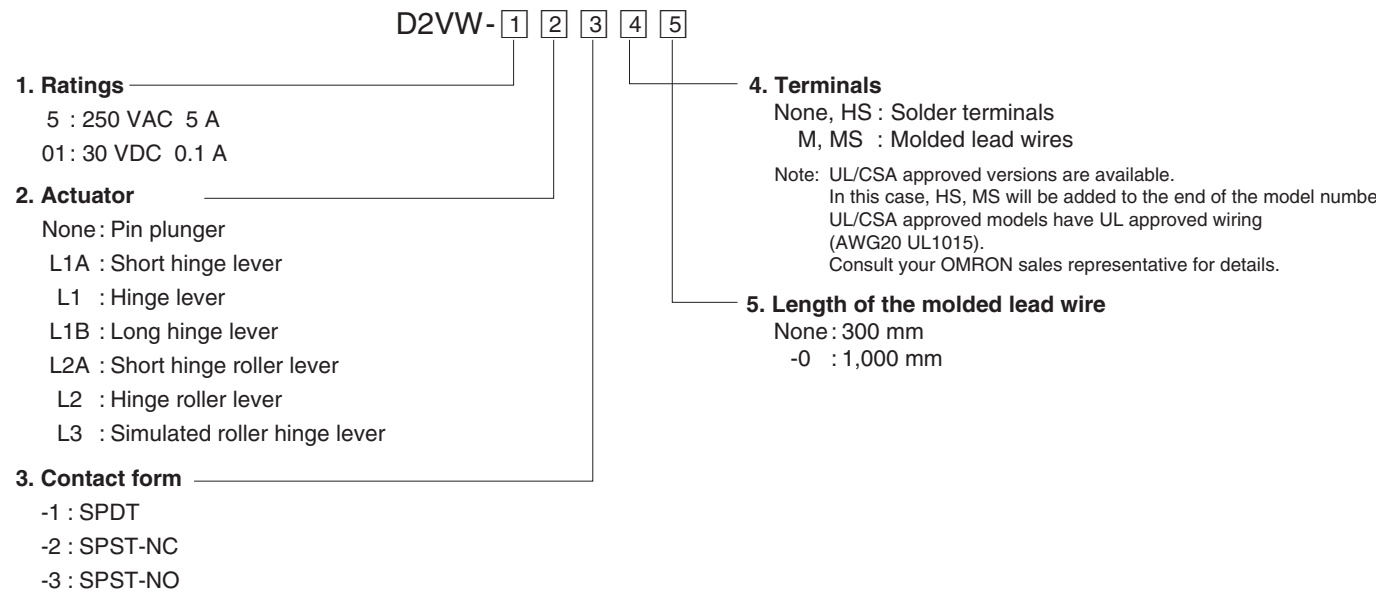 D2VW- 1 2 3 4 5
1. Ratings
5 : 250 VAC 5 A
01 : 30 VDC 0.1 A
2. Actuator
None : Pin plunger
L1A : Short hinge lever
L1 : Hinge lever
L1B : Long hinge lever
L2A : Short hinge roller lever
L2 : Hinge roller lever
L3 : Simulated roller hinge lever
3. Contact form
-1 : SPDT
-2 : SPST-NC
-3 : SPST-NO
4. Terminals
None, HS : Solder terminals
M, MS : Molded lead wires
Note: UL/CSA approved versions are available.
In this case, HS, MS will be added to the end of the model numbe
UL/CSA approved models have UL approved wiring
(AWG20 UL1015).
Consult your OMRON sales representative for details.
5. Length of the molded lead wire
None : 300 mm
-0 : 1,000 mm